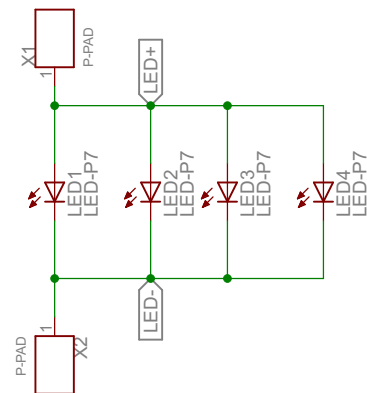 X1
P-PAD
1
LED+
LED1
LED-P7
LED2
LED-P7
LED3
LED-P7
LED4
LED-P7
LED-
1
X2
P-PAD